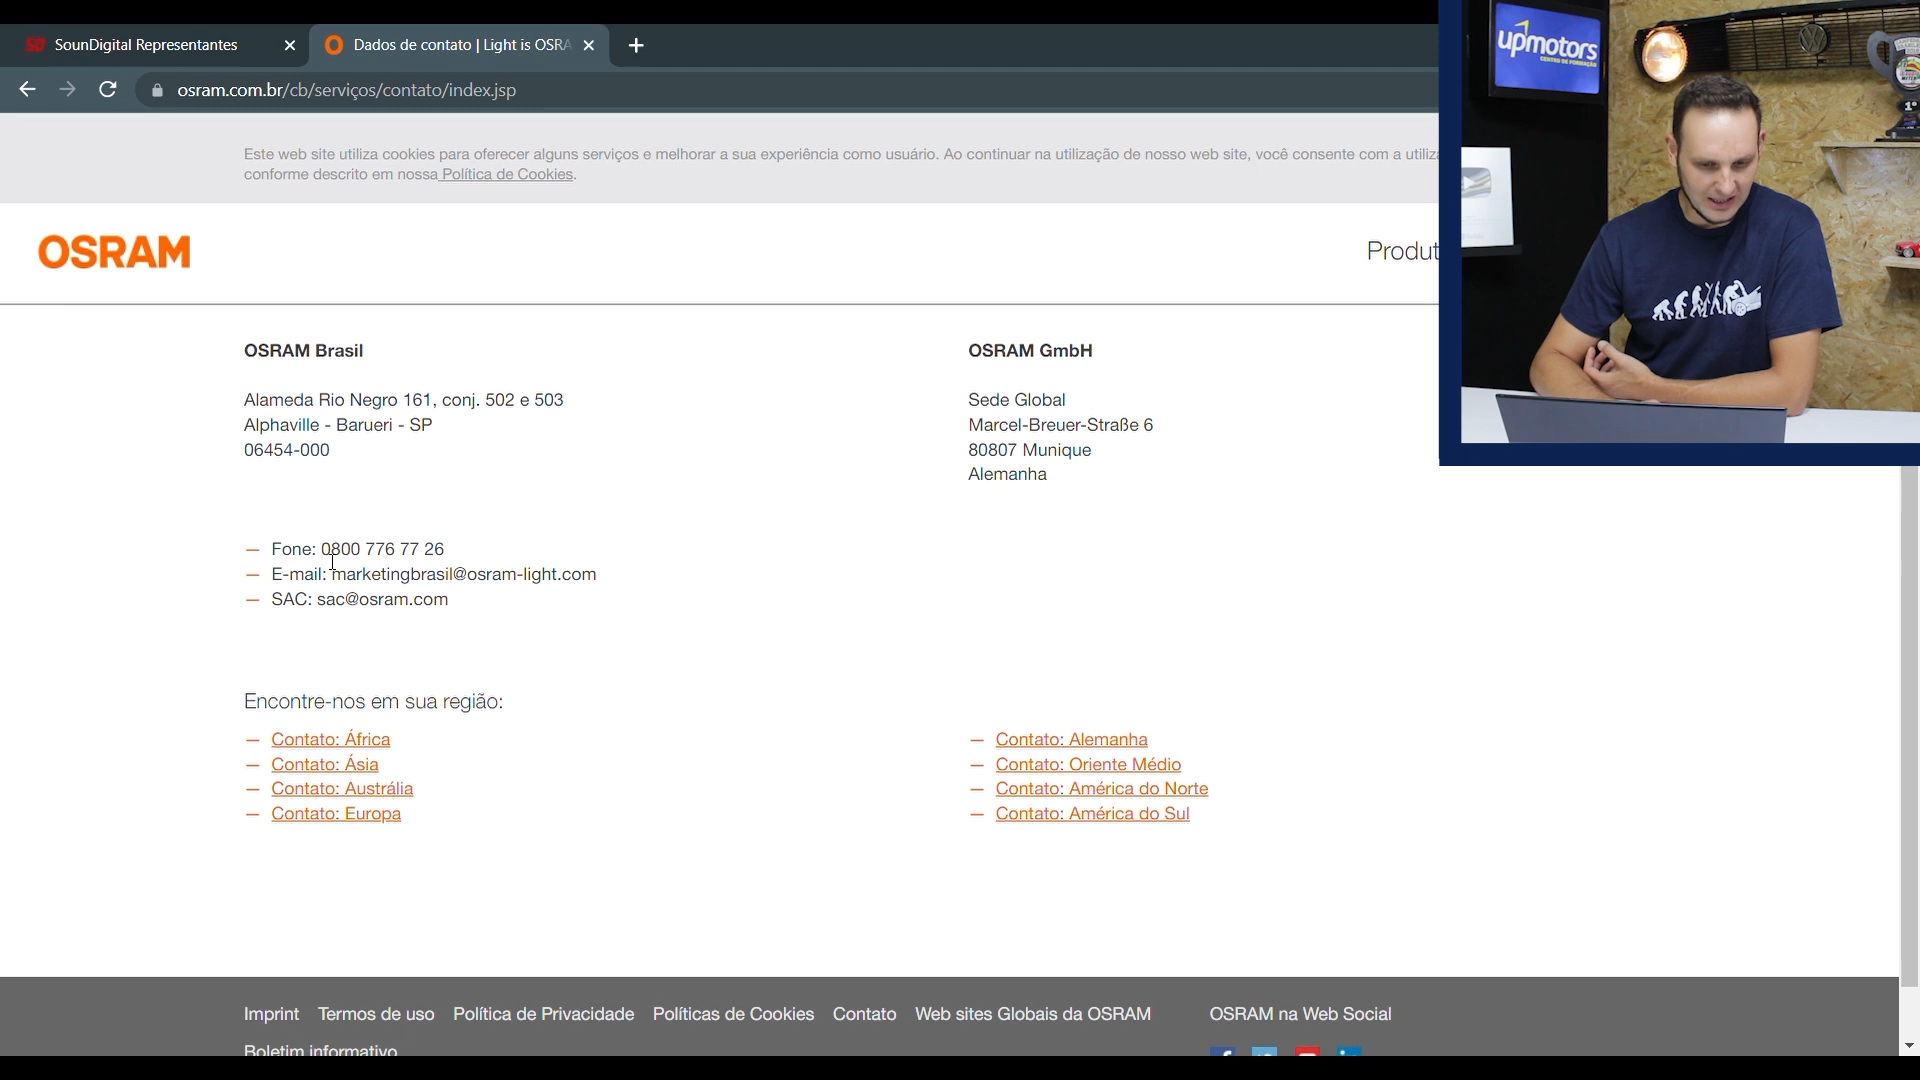 SD SounDigital Representantes
Dados de contato | Light is OSRA
osram.com.br/cb/serviços/contato/index.jsp
Este web site utiliza cookies para oferecer alguns serviços e melhorar a sua experiência como usuário. Ao continuar na utilização de nosso web site, você consente com a utiliza
conforme descrito em nossa Política de Cookies.
OSRAM
Produt
OSRAM Brasil
Alameda Rio Negro 161, conj. 502 e 503
Alphaville - Barueri - SP
06454-000
OSRAM GmbH
Sede Global
Marcel-Breuer-Straße 6
80807 Munique
Alemanha
Fone: 0800 776 77 26
E-mail: marketingbrasil@osram-light.com
SAC: sac@osram.com
Encontre-nos em sua região:
Contato: África
Contato: Ásia
Contato: Austrália
Contato: Europa
Contato: Alemanha
Contato: Oriente Médio
Contato: América do Norte
Contato: América do Sul
Imprint Termos de uso Política de Privacidade Políticas de Cookies Contato Web sites Globais da OSRAM
Boletim informativo
OSRAM na Web Social
upmotors
CENTRO DE FORMAÇÃO
1º